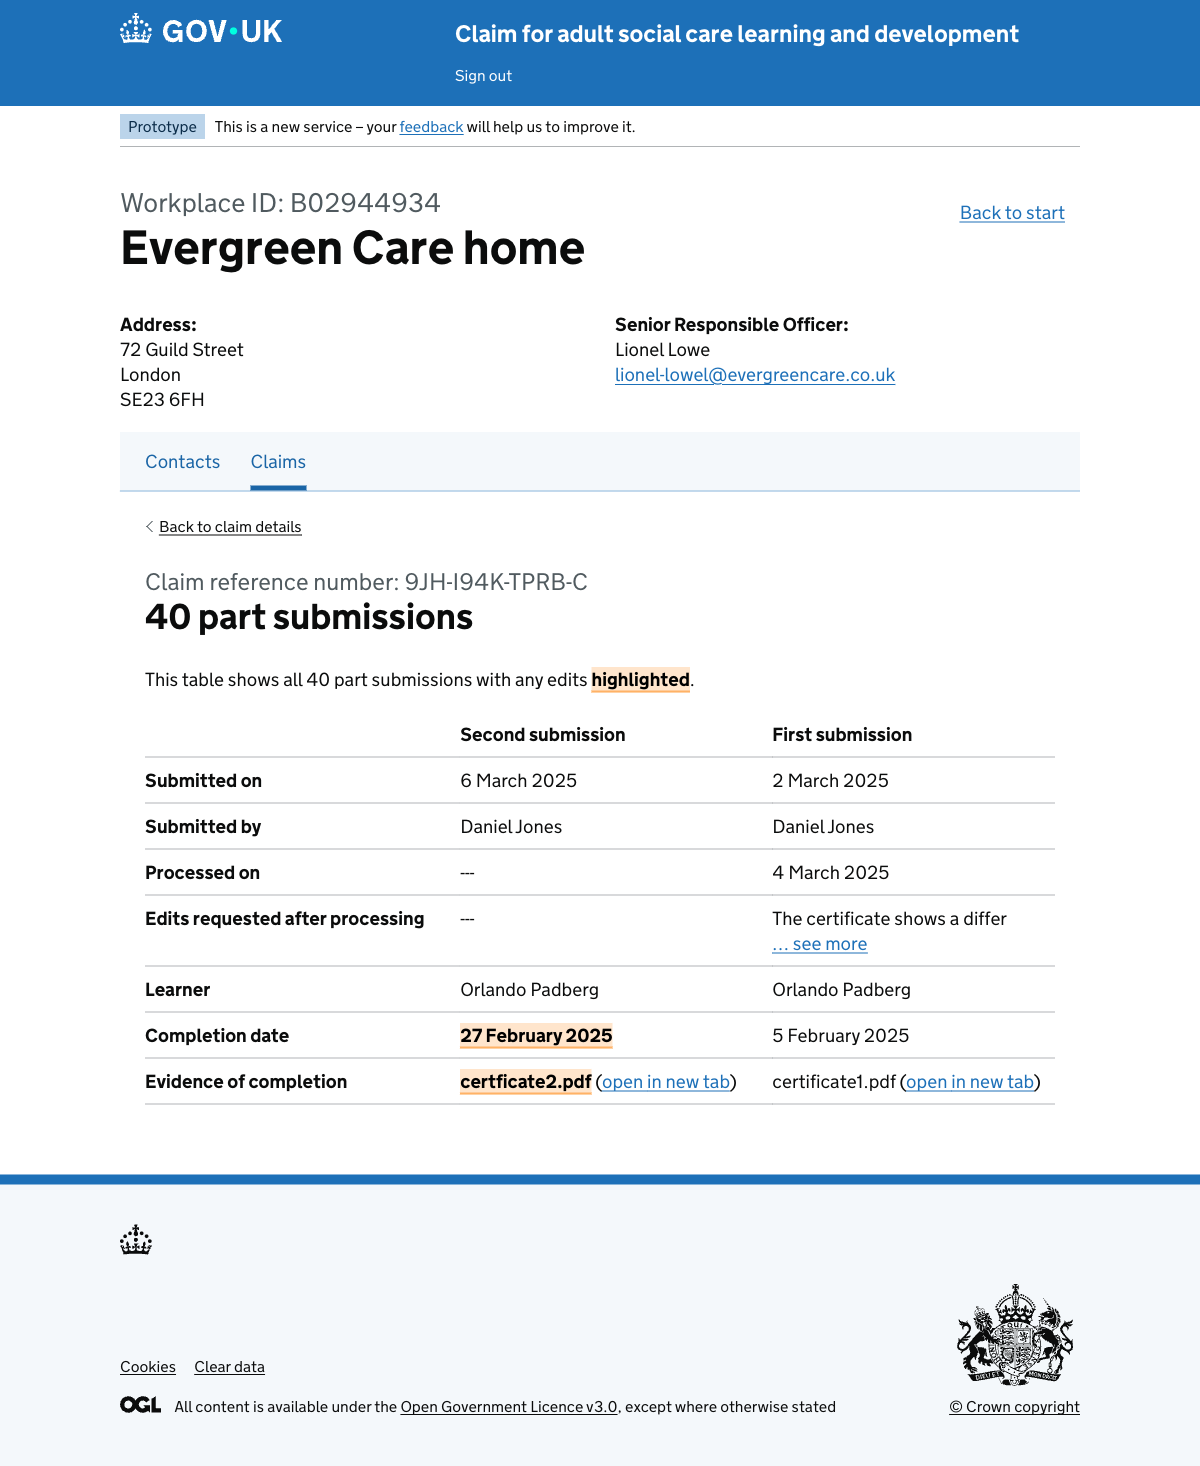 GOV·UK
Claim for adult social care learning and development
Sign out
Prototype This is a new service – your feedback will help us to improve it.
Workplace ID: B02944934
Evergreen Care home
Back to start
Address:
72 Guild Street
London
SE23 6FH
Senior Responsible Officer:
Lionel Lowe
lionel-lowel@evergreencare.co.uk
Contacts Claims
Back to claim details
Claim reference number: 9JH-I94K-TPRB-C
40 part submissions
This table shows all 40 part submissions with any edits highlighted.
Second submission First submission
Submitted on 6 March 2025 2 March 2025
Submitted by Daniel Jones Daniel Jones
Processed on --- 4 March 2025
Edits requested after processing --- The certificate shows a differ
… see more
Learner Orlando Padberg Orlando Padberg
Completion date 27 February 2025 5 February 2025
Evidence of completion certficate2.pdf (open in new tab) certificate1.pdf (open in new tab)
Cookies Clear data
OGL All content is available under the Open Government Licence v3.0, except where otherwise stated
© Crown copyright